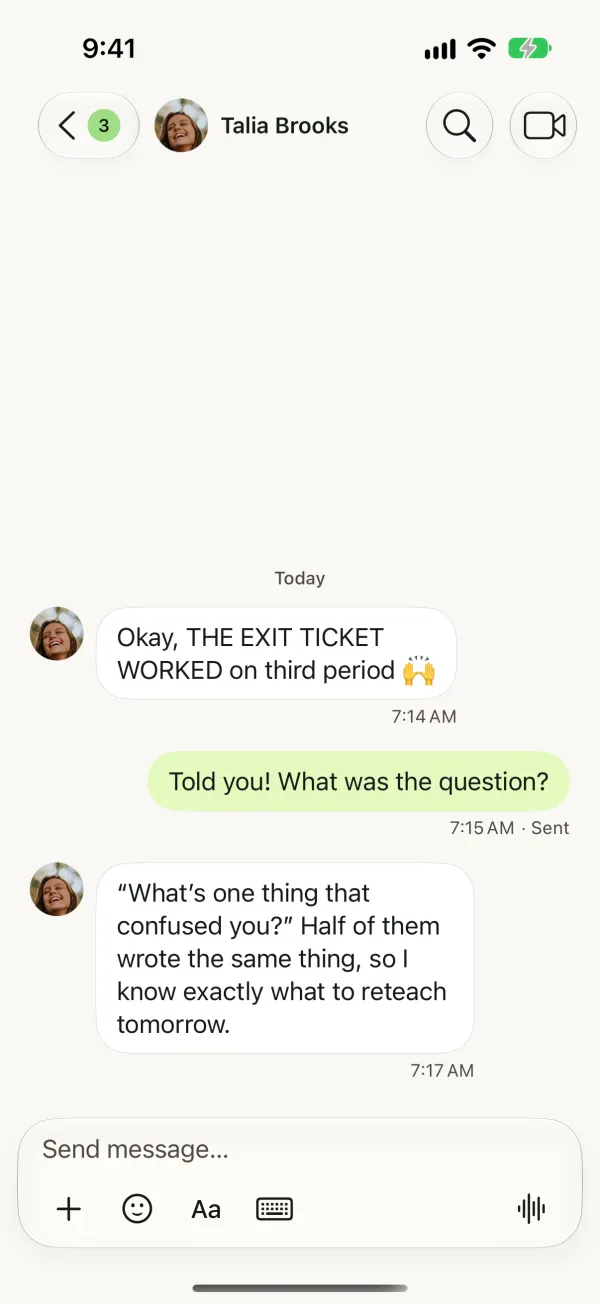 9:41
3
Talia Brooks
Today
Okay, THE EXIT TICKET
WORKED on third period 🙌
7:14 AM
Told you! What was the question?
7:15 AM · Sent
“What’s one thing that
confused you?” Half of them
wrote the same thing, so I
know exactly what to reteach
tomorrow.
7:17 AM
Send message...
Aa